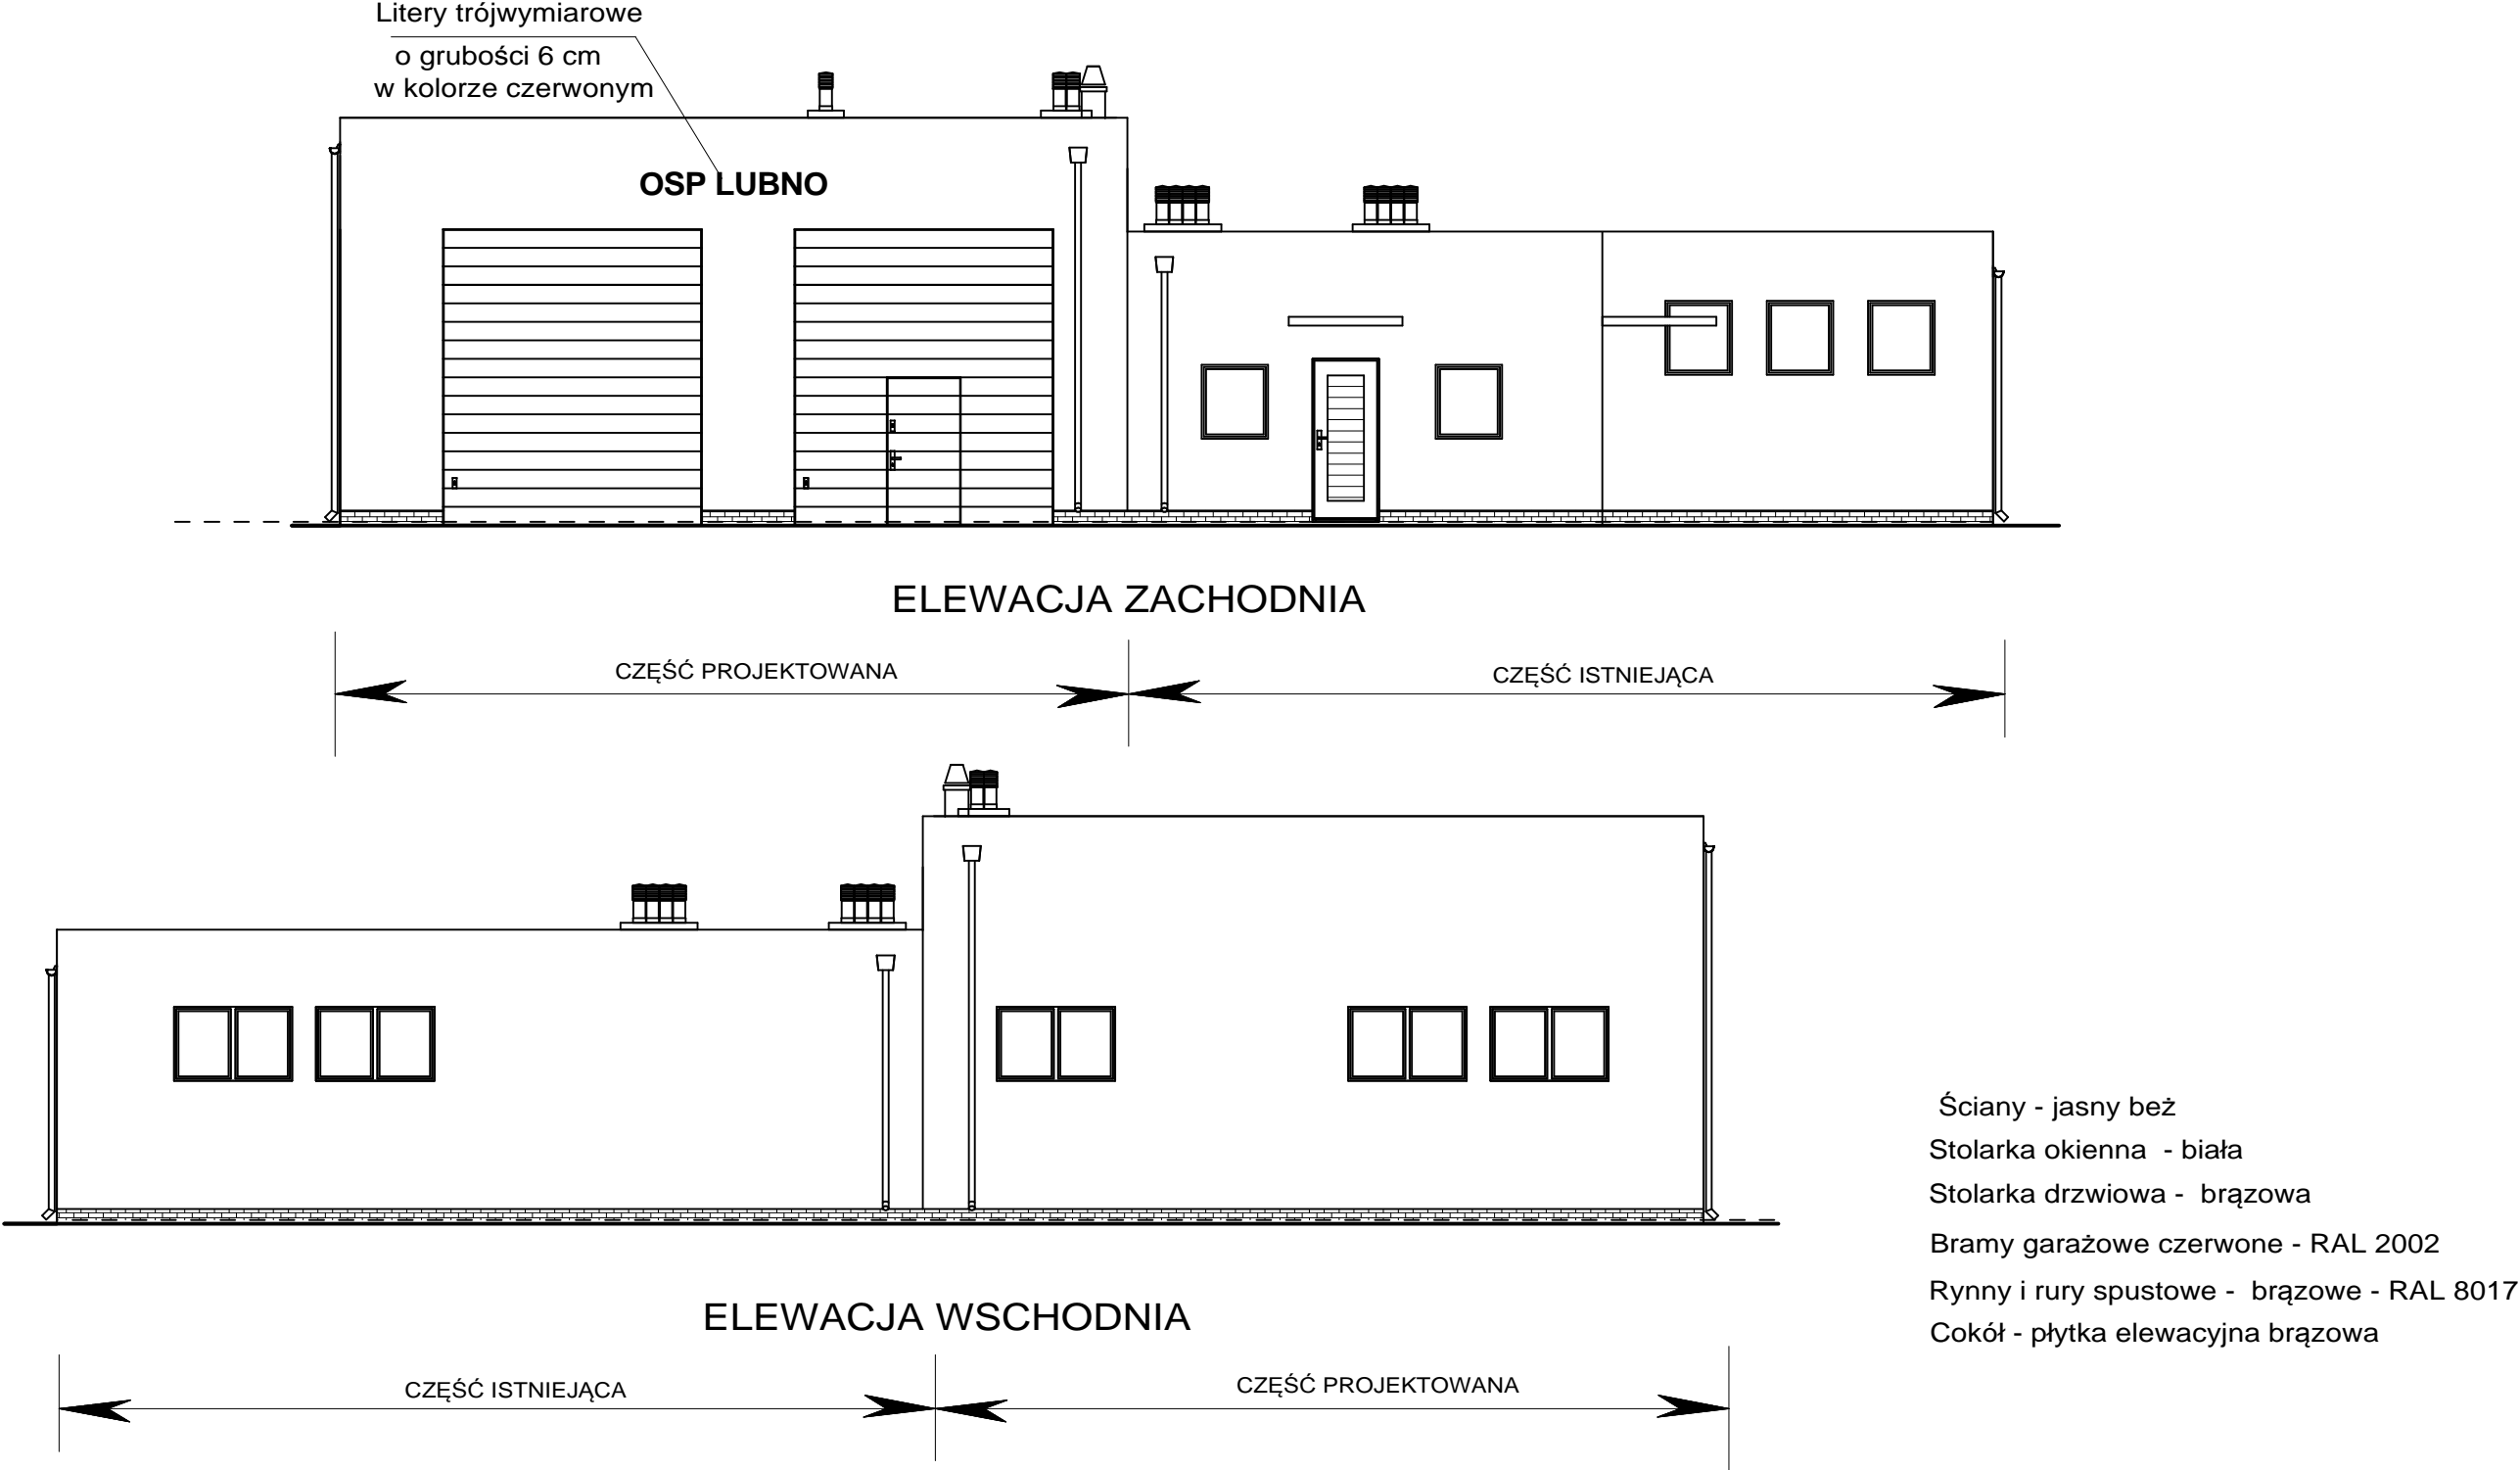 Litery trójwymiarowe
o grubości 6 cm
w kolorze czerwonym
OSP LUBNO
ELEWACJA ZACHODNIA
CZĘŚĆ PROJEKTOWANA
CZĘŚĆ ISTNIEJĄCA
Ściany - jasny beż
Stolarka okienna - biała
Stolarka drzwiowa - brązowa
Bramy garażowe czerwone - RAL 2002
Rynny i rury spustowe - brązowe - RAL 8017
Cokół - płytka elewacyjna brązowa
ELEWACJA WSCHODNIA
CZĘŚĆ ISTNIEJĄCA
CZĘŚĆ PROJEKTOWANA